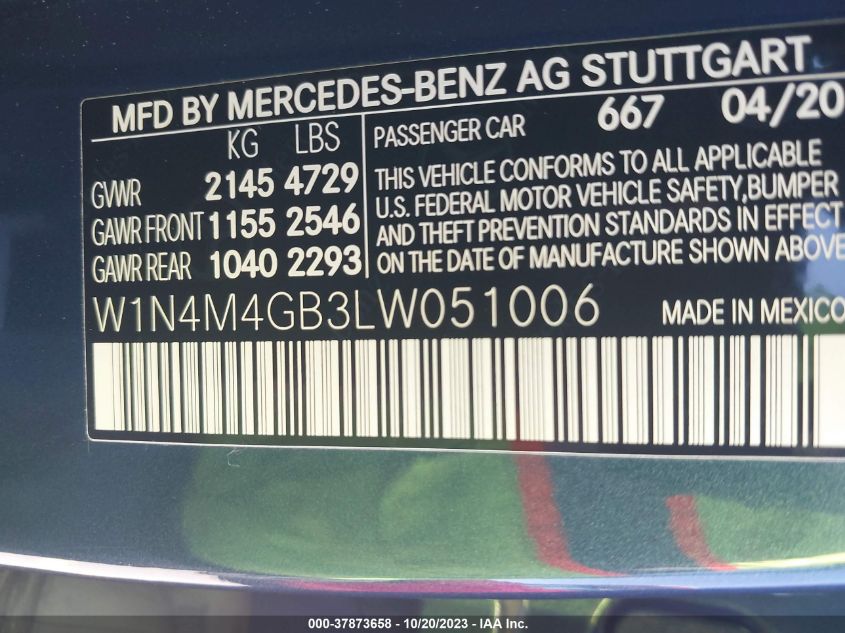 MFD BY MERCEDES-BENZ AG STUTTGART
KG LBS
GVWR 2145 4729
GAWR FRONT 1155 2546
GAWR REAR 1040 2293
PASSENGER CAR 667 04/20
THIS VEHICLE CONFORMS TO ALL APPLICABLE
U.S. FEDERAL MOTOR VEHICLE SAFETY,BUMPER
AND THEFT PREVENTION STANDARDS IN EFFECT
ON THE DATE OF MANUFACTURE SHOWN ABOVE
W1N4M4GB3LW051006 MADE IN MEXICO
000-37873658 - 10/20/2023 - IAA Inc.